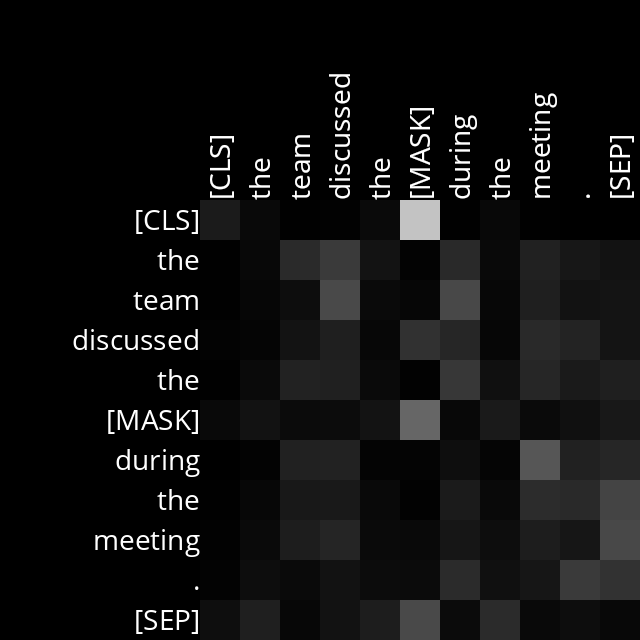 [CLS]
the
team
discussed
the
[MASK]
during
the
meeting
.
[SEP]
[CLS]
the
team
discussed
the
[MASK]
during
the
meeting
.
[SEP]